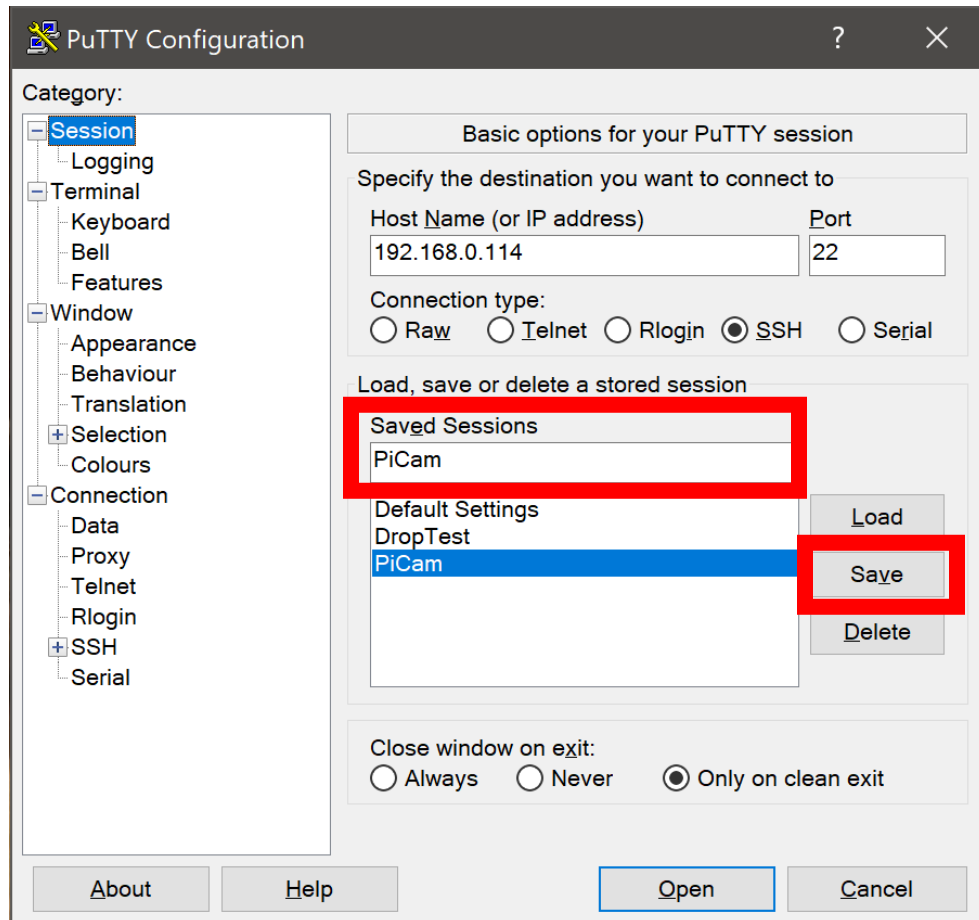 PuTTY Configuration
?
Category:
Session
Logging
Terminal
Keyboard
Bell
Features
Window
Appearance
Behaviour
Translation
Selection
Colours
Connection
Data
Proxy
Telnet
Rlogin
SSH
Serial
Basic options for your PuTTY session
Specify the destination you want to connect to
Host Name (or IP address) Port
192.168.0.114 22
Connection type:
Raw Telnet Rlogin SSH Serial
Load, save or delete a stored session
Saved Sessions
PiCam
Default Settings
DropTest
PiCam
Load
Save
Delete
Close window on exit:
Always Never Only on clean exit
About Help Open Cancel